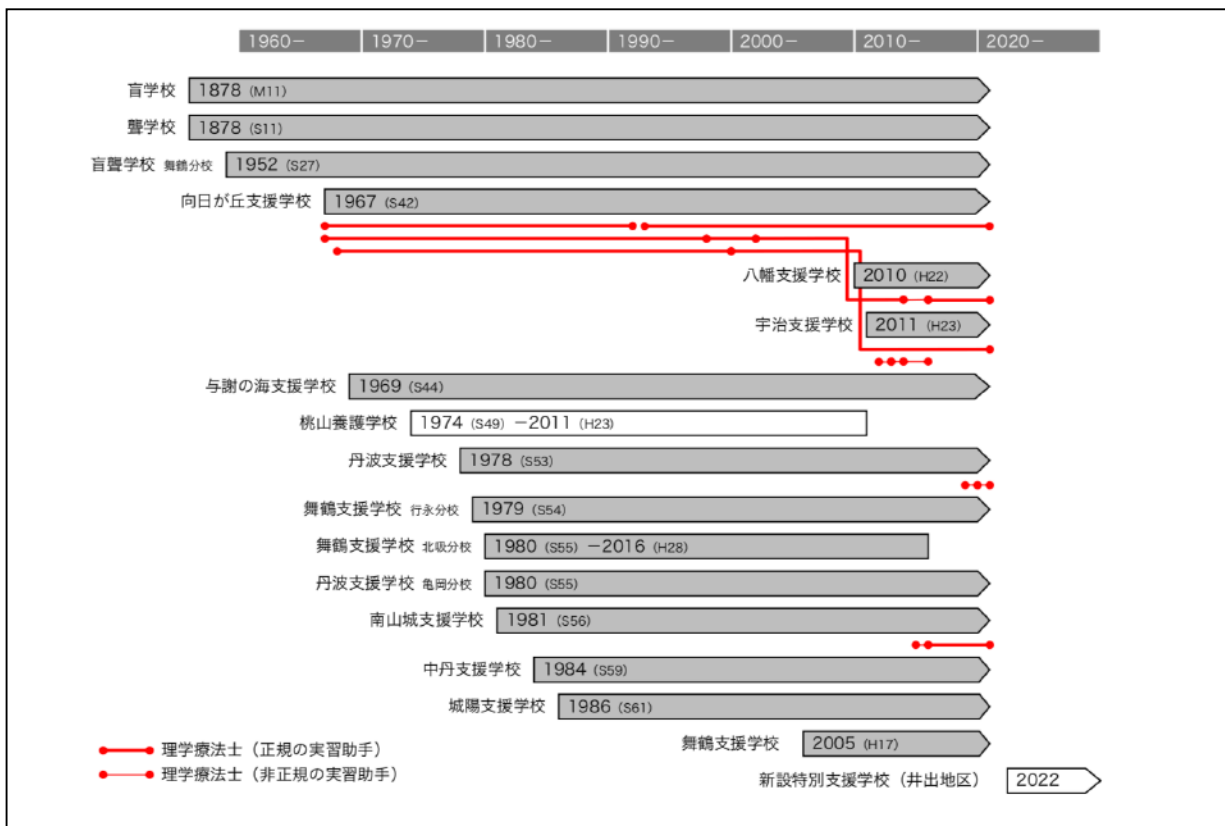 1960− 1970− 1980− 1990− 2000− 2010− 2020−
盲学校 1878 (M11)
聾学校 1878 (S11)
盲聾学校 舞鶴分校 1952 (S27)
向日が丘支援学校 1967 (S42)
八幡支援学校 2010 (H22)
宇治支援学校 2011 (H23)
与謝の海支援学校 1969 (S44)
桃山養護学校 1974 (S49) −2011 (H23)
丹波支援学校 1978 (S53)
舞鶴支援学校 行永分校 1979 (S54)
舞鶴支援学校 北吸分校 1980 (S55) −2016 (H28)
丹波支援学校 亀岡分校 1980 (S55)
南山城支援学校 1981 (S56)
中丹支援学校 1984 (S59)
城陽支援学校 1986 (S61)
舞鶴支援学校 2005 (H17)
理学療法士（正規の実習助手）
理学療法士（非正規の実習助手）
新設特別支援学校（井出地区） 2022